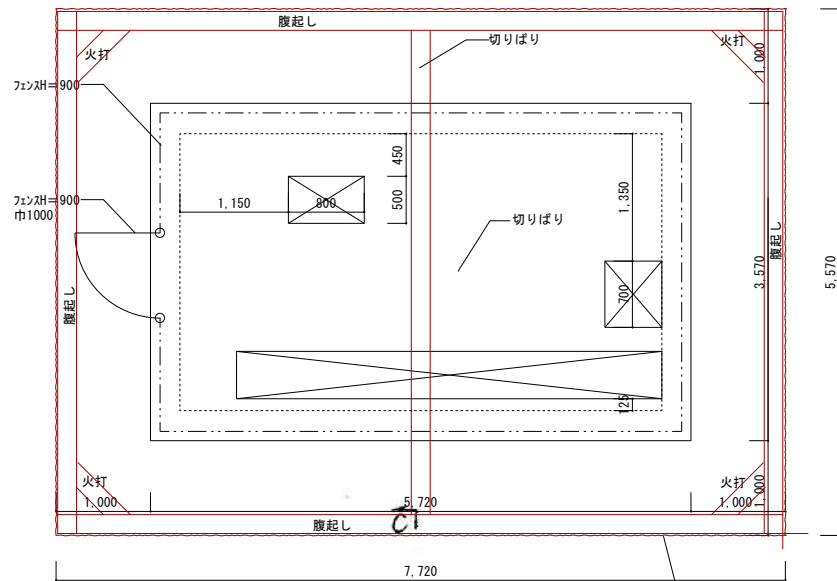 腹起し
火打
切りばり
火打
1,000
ﾌｪﾝｽH=900
450
1,150
800
500
1,350
ﾌｪﾝｽH=900
巾1000
切りばり
腹起し
3,570
5,570
700
腹起し
125
火打
火打
1,000
5,720
1,000
1,000
腹起し
7,720